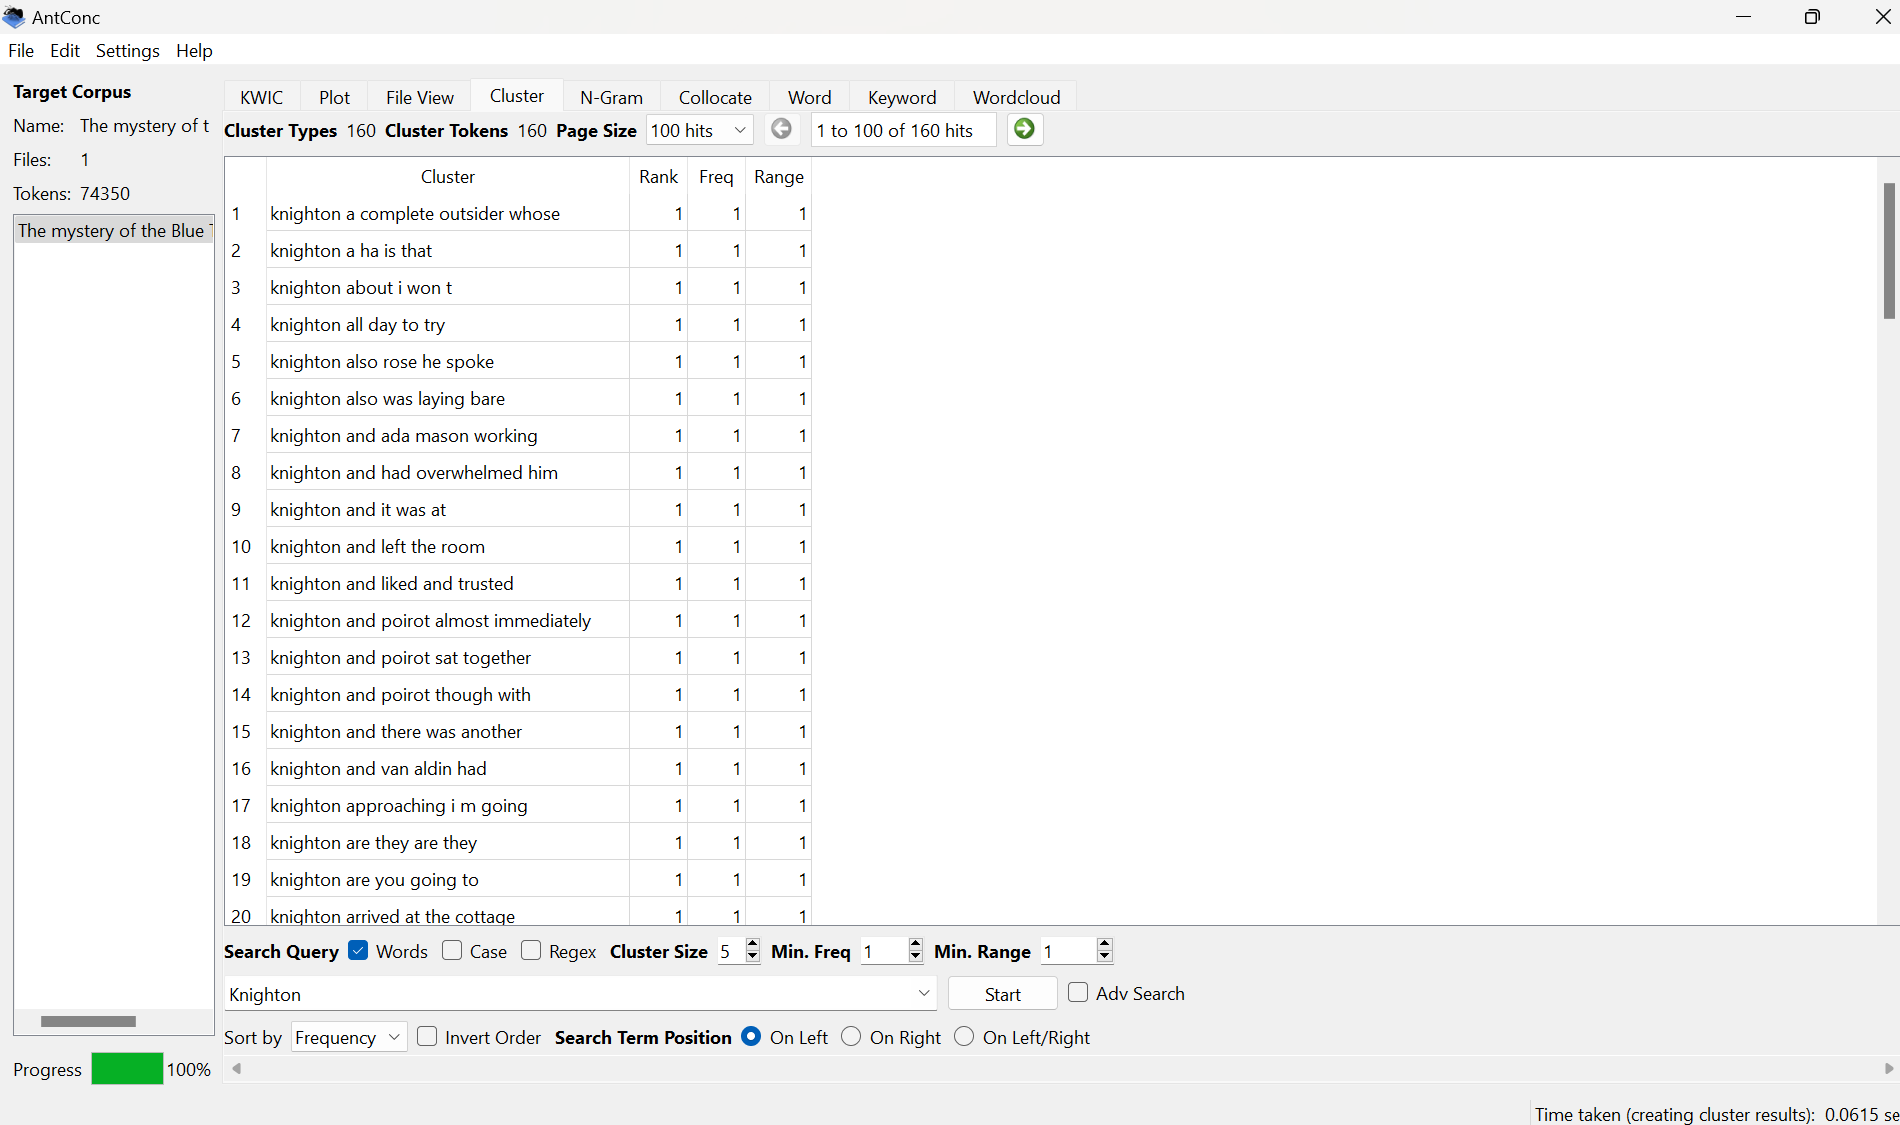 AntConc
File Edit Settings Help
Target Corpus
Name: The mystery of t
Files: 1
Tokens: 74350
The mystery of the Blue T
Progress 100%
KWIC Plot File View Cluster N-Gram Collocate Word Keyword Wordcloud
Cluster Types 160 Cluster Tokens 160 Page Size 100 hits 1 to 100 of 160 hits
Cluster Rank Freq Range
1 knighton a complete outsider whose 1 1 1
2 knighton a ha is that 1 1 1
3 knighton about i won t 1 1 1
4 knighton all day to try 1 1 1
5 knighton also rose he spoke 1 1 1
6 knighton also was laying bare 1 1 1
7 knighton and ada mason working 1 1 1
8 knighton and had overwhelmed him 1 1 1
9 knighton and it was at 1 1 1
10 knighton and left the room 1 1 1
11 knighton and liked and trusted 1 1 1
12 knighton and poirot almost immediately 1 1 1
13 knighton and poirot sat together 1 1 1
14 knighton and poirot though with 1 1 1
15 knighton and there was another 1 1 1
16 knighton and van aldin had 1 1 1
17 knighton approaching i m going 1 1 1
18 knighton are they are they 1 1 1
19 knighton are you going to 1 1 1
20 knighton arrived at the cottage 1 1 1
Search Query Words Case Regex Cluster Size 5 Min. Freq 1 Min. Range 1
Knighton Start Adv Search
Sort by Frequency Invert Order Search Term Position On Left On Right On Left/Right
Time taken (creating cluster results): 0.0615 se